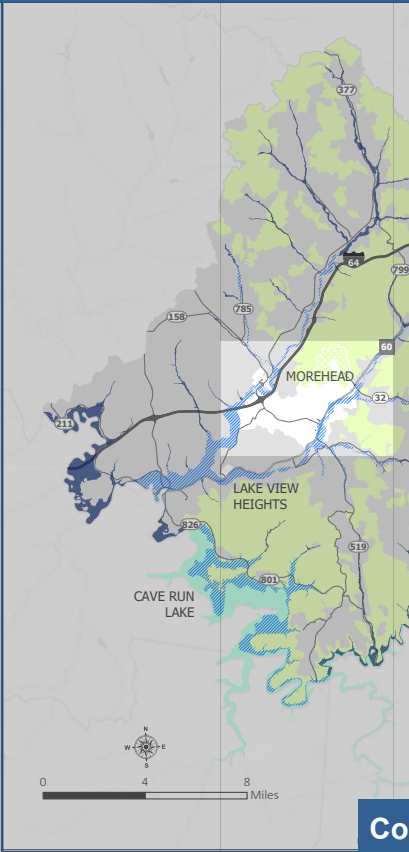 377
64
799
785
158
60
MOREHEAD
32
211
LAKE VIEW
HEIGHTS
826
519
801
CAVE RUN
LAKE
N
W E
S
0 4 8
Miles
Co